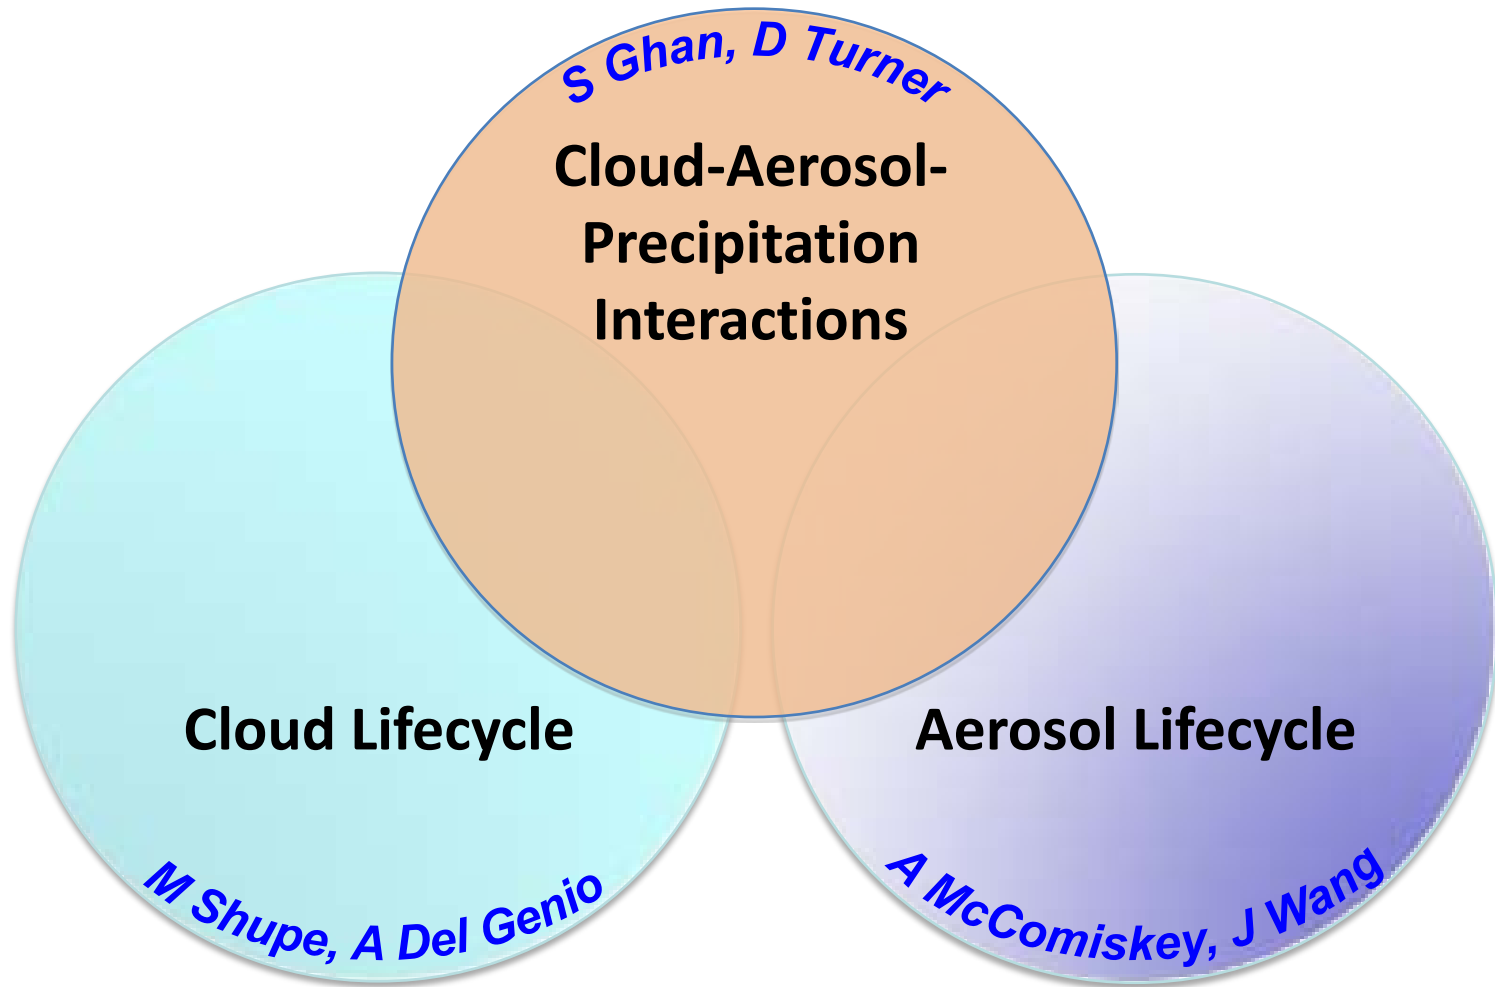 S Ghan, D Turner
Cloud-Aerosol-
Precipitation
Interactions
Cloud Lifecycle
Aerosol Lifecycle
M Shupe, A Del Genio
A McComiskey, J Wang